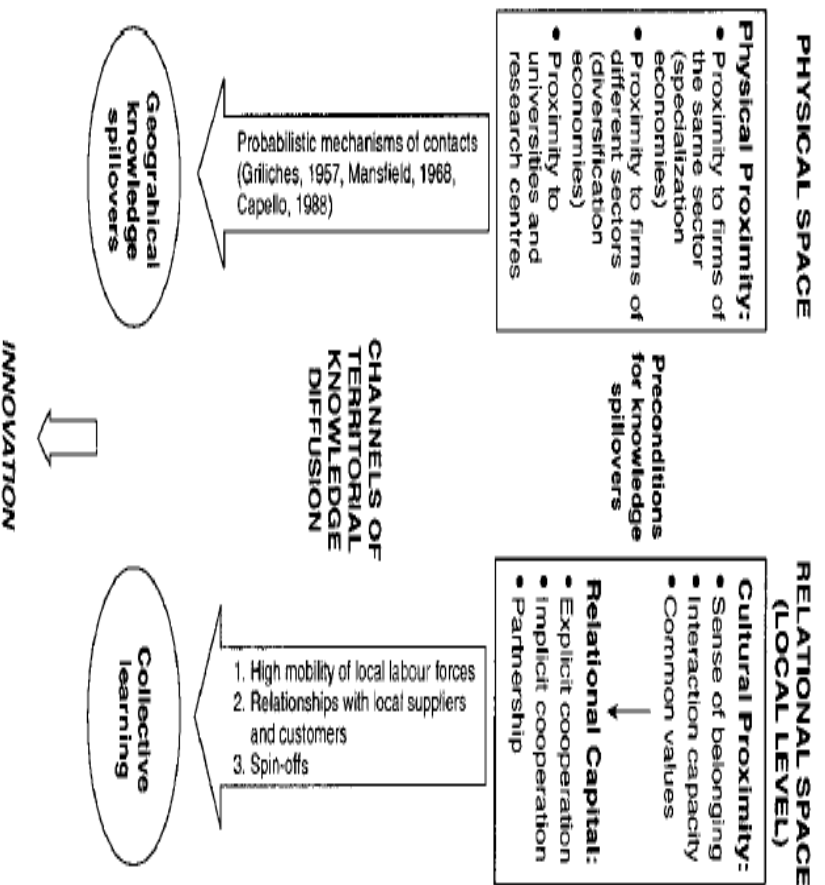 PHYSICAL SPACE
Physical Proximity:
• Proximity to firms of
the same sector
(specialization
economies)
• Proximity to firms of
different sectors
(diversification
economies)
• Proximity to
universities and
research centres
Probabilistic mechanisms of contacts
(Griliches, 1957, Mansfield, 1968,
Capello, 1988)
Geograhical
knowledge
spillovers
Preconditions
for knowledge
spillovers
CHANNELS OF
TERRITORIAL
KNOWLEDGE
DIFFUSION
INNOVATION
RELATIONAL SPACE
(LOCAL LEVEL)
Cultural Proximity:
• Sense of belonging
• Interaction capacity
• Common values
Relational Capital:
• Explicit cooperation
• Implicit cooperation
• Partnership
1. High mobility of local labour forces
2. Relationships with local suppliers
and customers
3. Spin-offs
Collective
learning